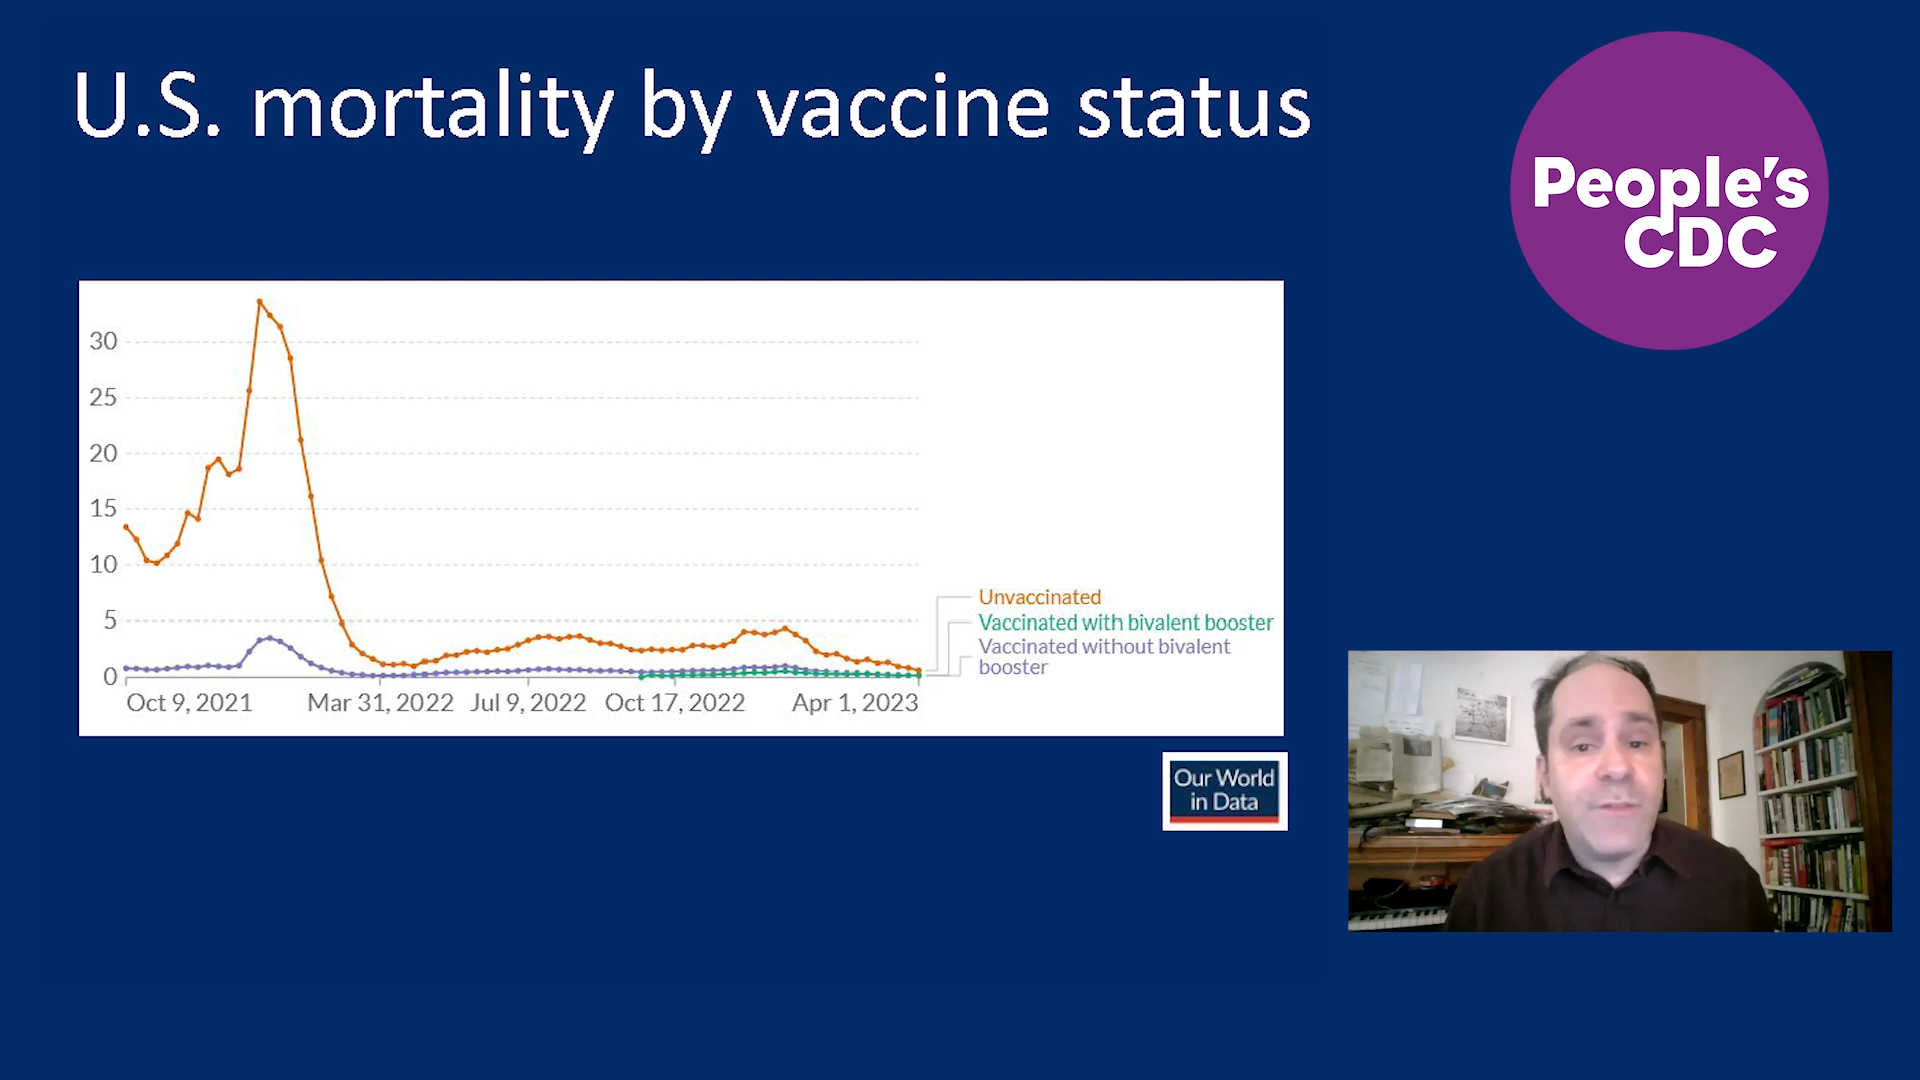 U.S. mortality by vaccine status
People's
CDC
30
25
20
15
10
5
0
Oct 9, 2021
Mar 31, 2022
Jul 9, 2022
Oct 17, 2022
Apr 1, 2023
Unvaccinated
Vaccinated with bivalent booster
Vaccinated without bivalent
booster
Our World
in Data